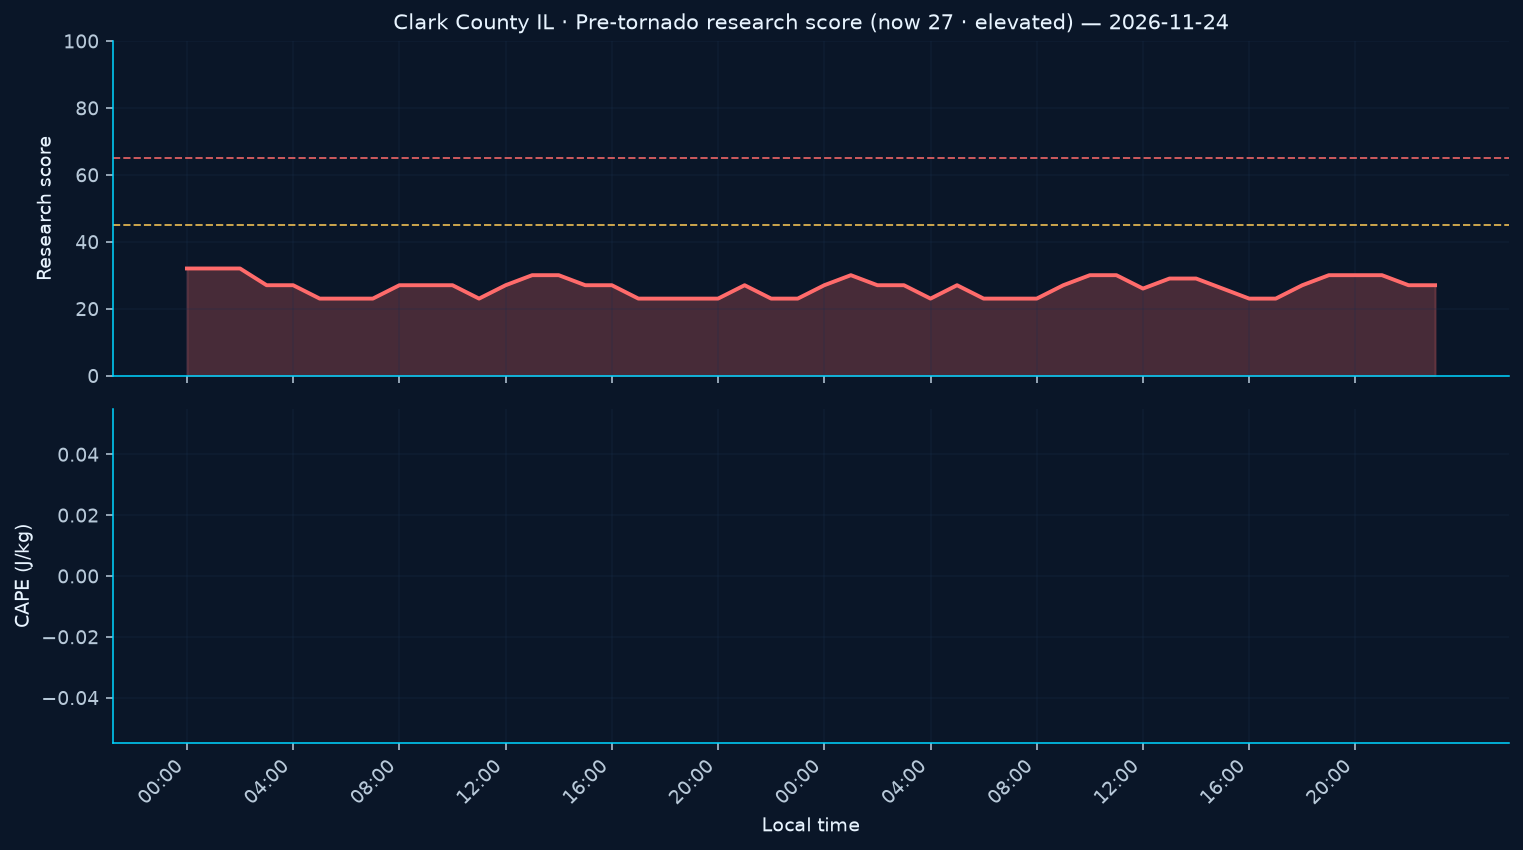 Clark County IL · Pre-tornado research score (now 27 · elevated) — 2026-11-24
Research score
100
80
60
40
20
0
CAPE (J/kg)
0.04
0.02
0.00
−0.02
−0.04
00:00 04:00 08:00 12:00 16:00 20:00 00:00 04:00 08:00 12:00 16:00 20:00
Local time